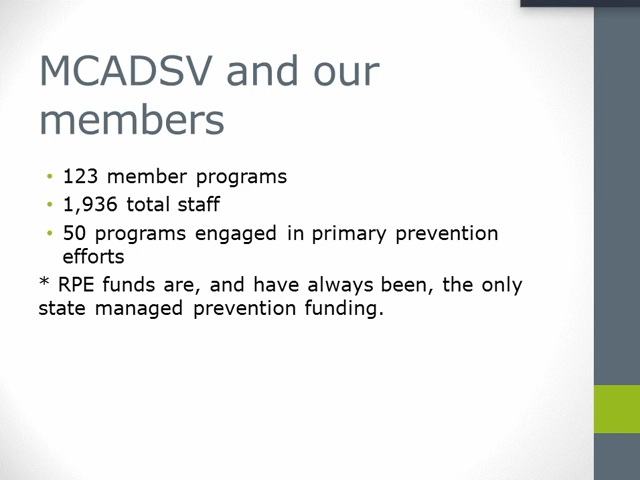 MCADSV and our
members
• 123 member programs
• 1,936 total staff
• 50 programs engaged in primary prevention
efforts
* RPE funds are, and have always been, the only
state managed prevention funding.